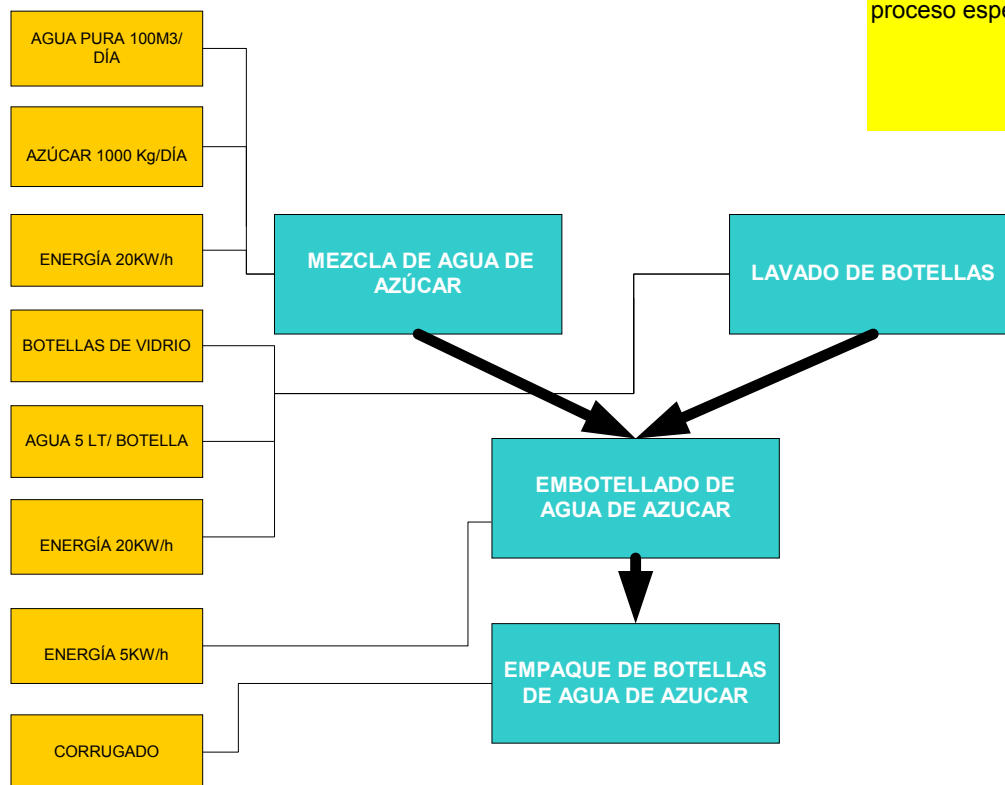 proceso espe
AGUA PURA 100M3/
DÍA
AZÚCAR 1000 Kg/DÍA
ENERGÍA 20KW/h
MEZCLA DE AGUA DE
AZÚCAR
LAVADO DE BOTELLAS
BOTELLAS DE VIDRIO
AGUA 5 LT/ BOTELLA
EMBOTELLADO DE
AGUA DE AZUCAR
ENERGÍA 20KW/h
ENERGÍA 5KW/h
EMPAQUE DE BOTELLAS
DE AGUA DE AZUCAR
CORRUGADO